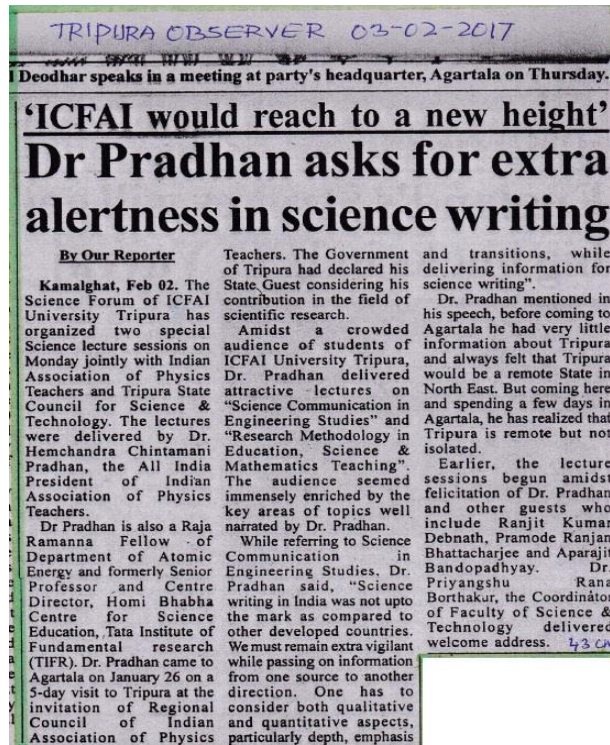 TRIPURA OBSERVER 03-02-2017
Deodhar speaks in a meeting at party's headquarter, Agartala on Thursday.
'ICFAI would reach to a new height'
Dr Pradhan asks for extra
alertness in science writing
By Our Reporter
Kamalghat, Feb 02. The
Science Forum of ICFAI
University Tripura has
organized two special
Science lecture sessions on
Monday jointly with Indian
Association of Physics
Teachers and Tripura State
Council for Science &
Technology. The lectures
were delivered by Dr.
Hemchandra Chintamani
Pradhan, the All India
President of Indian
Association of Physics
Teachers.
Dr Pradhan is also a Raja
Ramanna Fellow of
Department of Atomic
Energy and formerly Senior
Professor and Centre
Director, Homi Bhabha
Centre for Science
Education, Tata Institute of
Fundamental research
(TIFR). Dr. Pradhan came to
Agartala on January 26 on a
5-day visit to Tripura at the
invitation of Regional
Council of Indian
Association of Physics
Teachers. The Government
of Tripura had declared his
State Guest considering his
contribution in the field of
scientific research.
Amidst a crowded
audience of students of
ICFAI University Tripura,
Dr. Pradhan delivered
attractive lectures on
"Science Communication in
Engineering Studies" and
"Research Methodology in
Education, Science &
Mathematics Teaching".
The audience seemed
immensely enriched by the
key areas of topics well
narrated by Dr. Pradhan.
While referring to Science
Communication in
Engineering Studies, Dr.
Pradhan said, "Science
writing in India was not upto
the mark as compared to
other developed countries.
We must remain extra vigilant
while passing on information
from one source to another
direction. One has to
consider both qualitative
and quantitative aspects,
particularly depth, emphasis
and transitions, while
delivering information for
science writing".
Dr. Pradhan mentioned in
his speech, before coming to
Agartala he had very little
information about Tripura
and always felt that Tripura
would be a remote State in
North East. But coming here
and spending a few days in
Agartala, he has realized that
Tripura is remote but not
isolated.
Earlier, the lecture
sessions begun amidst
felicitation of Dr. Pradhan
and other guests who
include Ranjit Kumar
Debnath, Pramode Ranjan
Bhattacharjee and Aparajit
Bandopadhyay. Dr.
Priyangshu Rana
Borthakur, the Coordinator
of Faculty of Science &
Technology delivered
welcome address. 43 cm